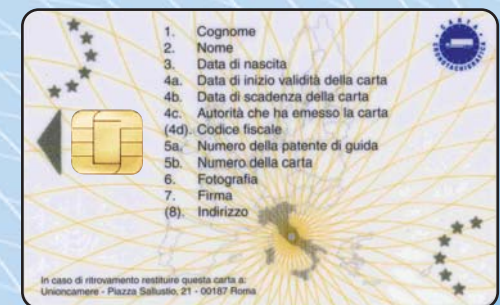 1. Cognome
2. Nome
3. Data di nascita
4a. Data di inizio validità della carta
4b. Data di scadenza della carta
4c. Autorità che ha emesso la carta
(4d). Codice fiscale
5a. Numero della patente di guida
5b. Numero della carta
6. Fotografia
7. Firma
(8). Indirizzo
In caso di ritrovamento restituire questa carta a:
Unioncamere - Piazza Sallustio, 21 - 00187 Roma
CARTA
CRONOTACHIGRAFICA